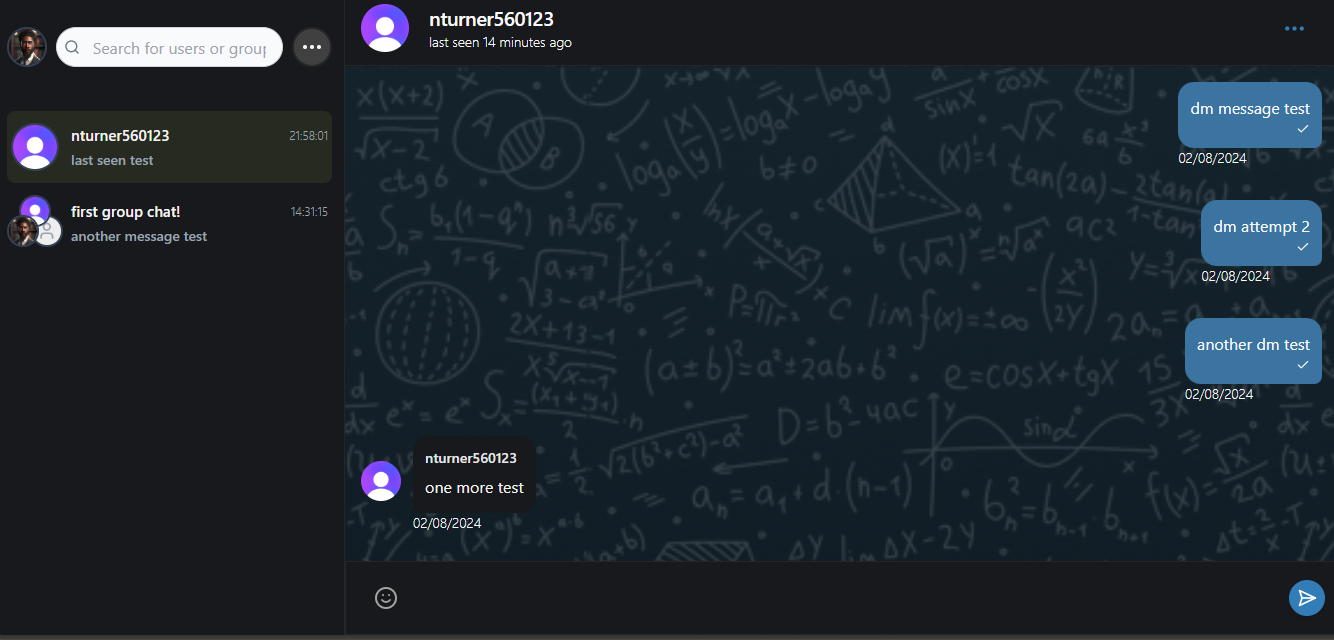 Search for users or group
nturner560123
21:58:01
last seen test
first group chat!
14:31:15
another message test
nturner560123
last seen 14 minutes ago
dm message test
02/08/2024
dm attempt 2
02/08/2024
another dm test
02/08/2024
nturner560123
one more test
02/08/2024